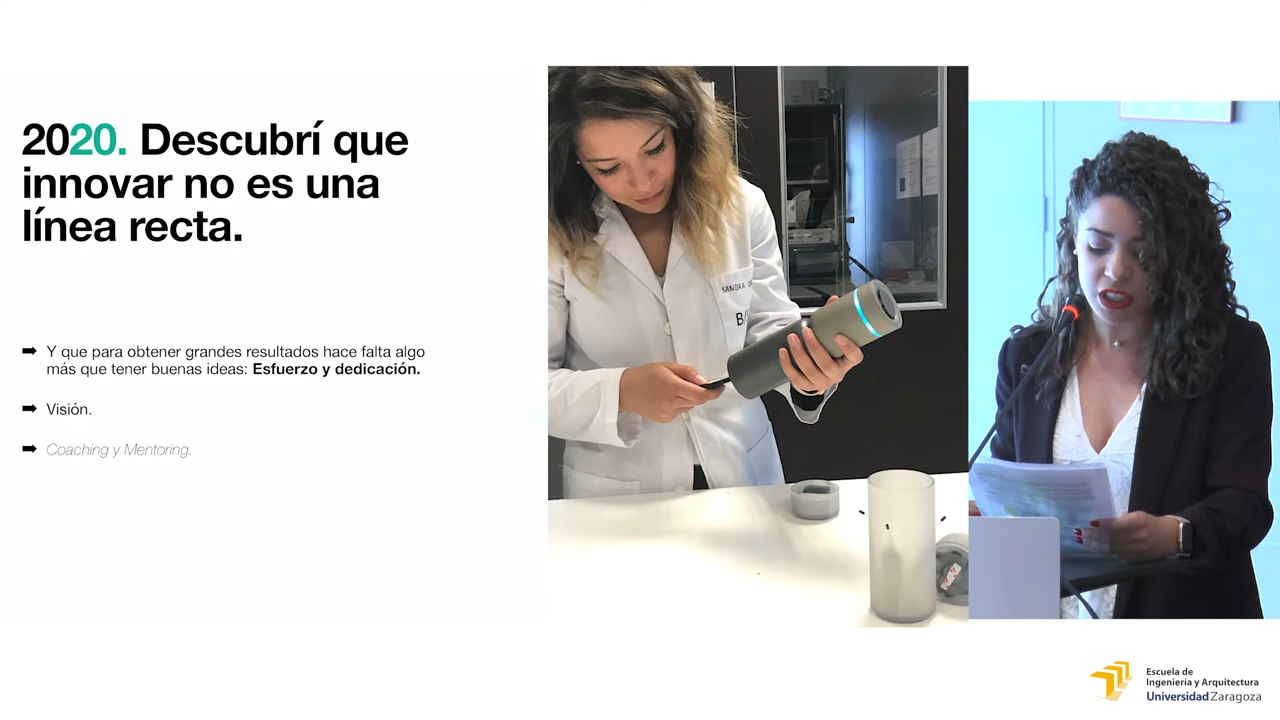 2020. Descubrí que
innovar no es una
línea recta.
➡ Y que para obtener grandes resultados hace falta algo
más que tener buenas ideas: Esfuerzo y dedicación.
➡ Visión.
➡ Coaching y Mentoring.
SANDRA
Escuela de
Ingeniería y Arquitectura
Universidad Zaragoza